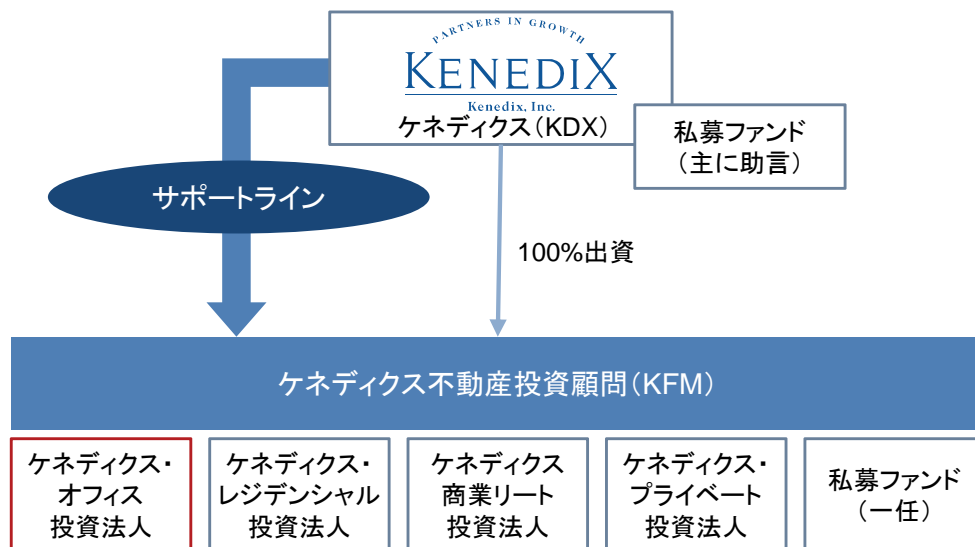 PARTNERS IN GROWTH
KENEDIX
Kenedix, Inc.
ケネディクス(KDX)
私募ファンド
(主に助言)
サポートライン
100%出資
ケネディクス不動産投資顧問(KFM)
ケネディクス・
オフィス
投資法人
ケネディクス・
レジデンシャル
投資法人
ケネディクス
商業リート
投資法人
ケネディクス・
プライベート
投資法人
私募ファンド
(一任)